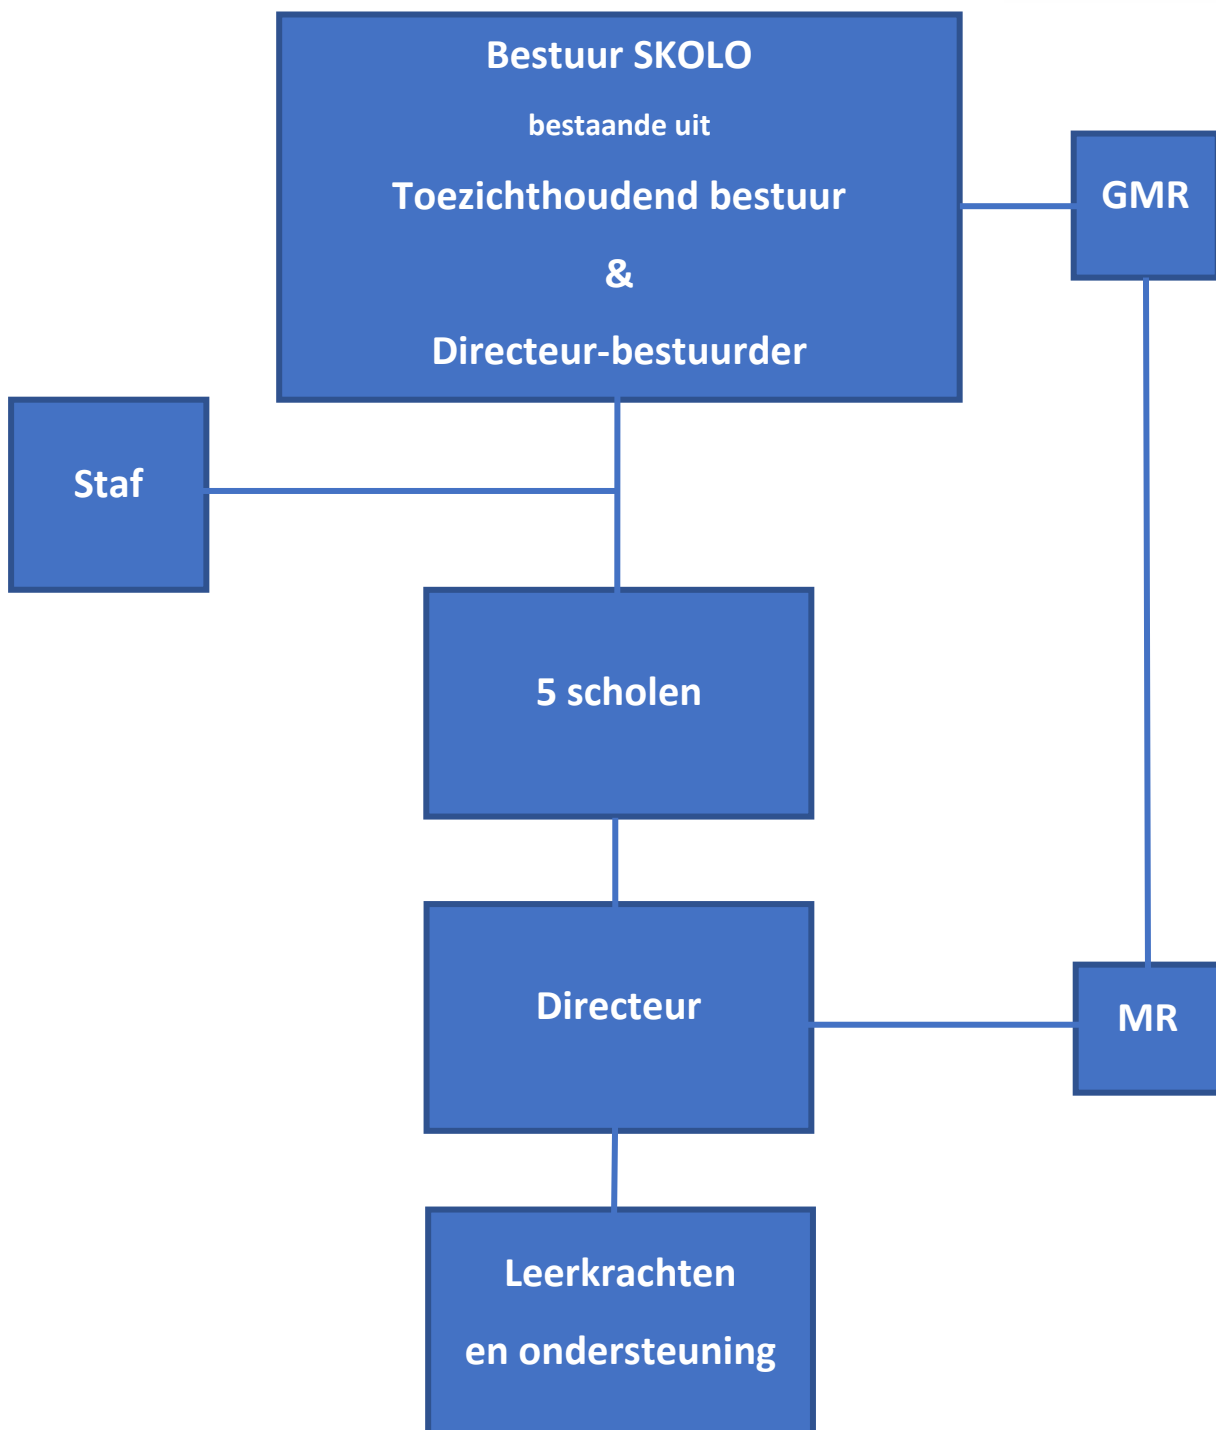 Bestuur SKOLO
bestaande uit
Toezichthoudend bestuur
&
Directeur-bestuurder
GMR
Staf
5 scholen
Directeur
MR
Leerkrachten
en ondersteuning